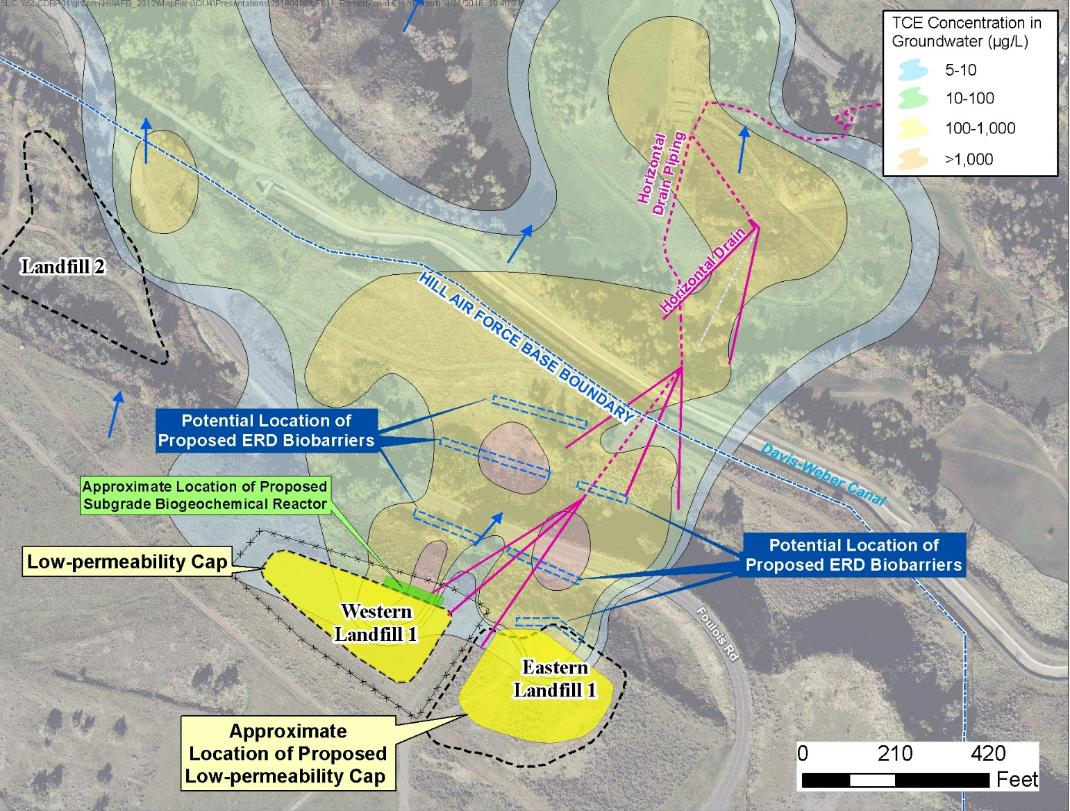 TCE Concentration in
Groundwater (µg/L)
5-10
10-100
100-1,000
>1,000
Horizontal
Drain Piping
Horizontal Drain
Landfill 2
HILL AIR FORCE BASE BOUNDARY
Davis-Weber Canal
Potential Location of
Proposed ERD Biobarriers
Approximate Location of Proposed
Subgrade Biogeochemical Reactor
Low-permeability Cap
Potential Location of
Proposed ERD Biobarriers
Western
Landfill 1
Foulois Rd
Eastern
Landfill 1
Approximate
Location of Proposed
Low-permeability Cap
0 210 420
Feet